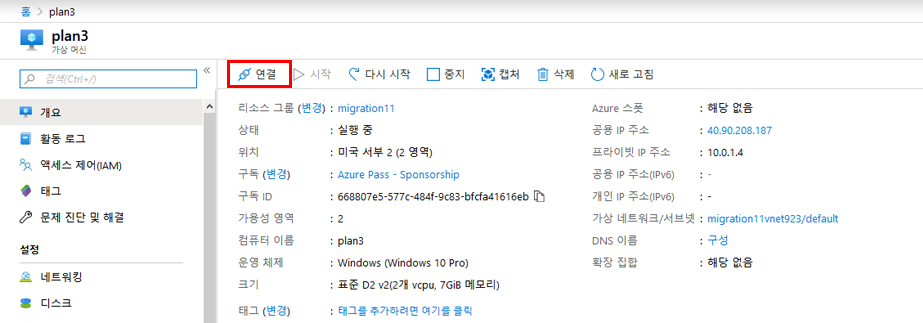 홈 > plan3
plan3
가상 머신
검색(Ctrl+/)
«
개요
활동 로그
액세스 제어(IAM)
태그
문제 진단 및 해결
설정
네트워킹
디스크
연결 시작 다시 시작 중지 캡처 삭제 새로 고침
리소스 그룹 (변경) : migration11
상태 : 실행 중
위치 : 미국 서부 2 (2 영역)
구독 (변경) : Azure Pass - Sponsorship
구독 ID : 668807e5-577c-484f-9c83-bfcfa41616eb
가용성 영역 : 2
컴퓨터 이름 : plan3
운영 체제 : Windows (Windows 10 Pro)
크기 : 표준 D2 v2(2개 vcpu, 7GiB 메모리)
태그 (변경) : 태그를 추가하려면 여기를 클릭
Azure 스폿 : 해당 없음
공용 IP 주소 : 40.90.208.187
프라이빗 IP 주소 : 10.0.1.4
공용 IP 주소(IPv6) : -
개인 IP 주소(IPv6) : -
가상 네트워크/서브넷 : migration11vnet923/default
DNS 이름 : 구성
확장 집합 : 해당 없음